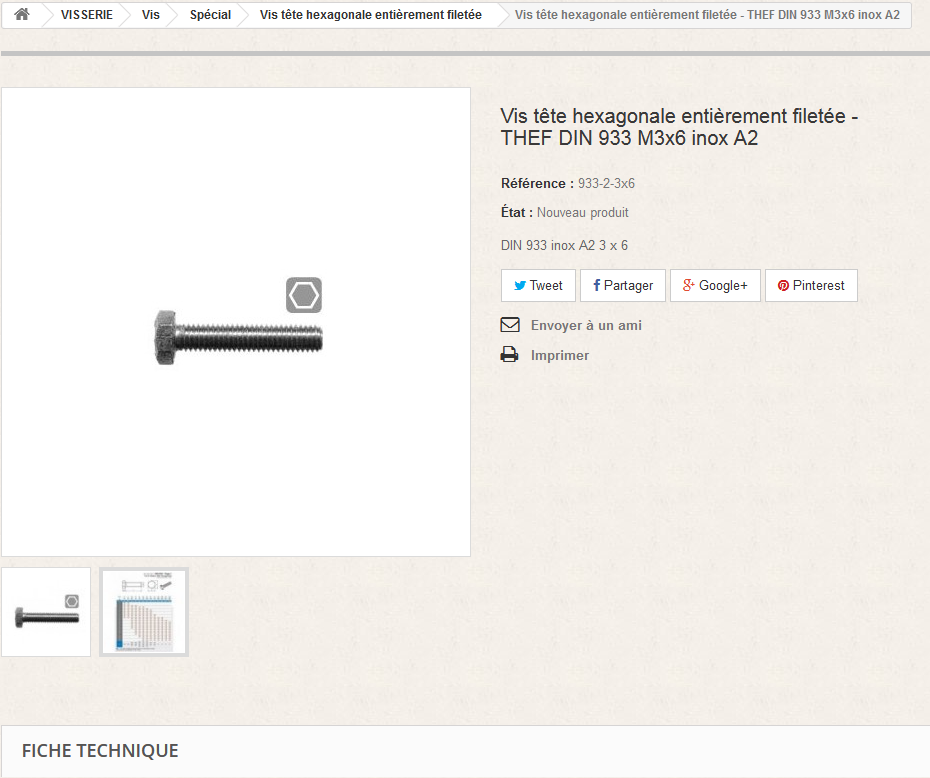 VISSERIE
Vis
Spécial
Vis tête hexagonale entièrement filetée
Vis tête hexagonale entièrement filetée - THEF DIN 933 M3x6 inox A2
Vis tête hexagonale entièrement filetée -
THEF DIN 933 M3x6 inox A2
Référence : 933-2-3x6
État : Nouveau produit
DIN 933 inox A2 3 x 6
Tweet
Partager
Google+
Pinterest
Envoyer à un ami
Imprimer
FICHE TECHNIQUE